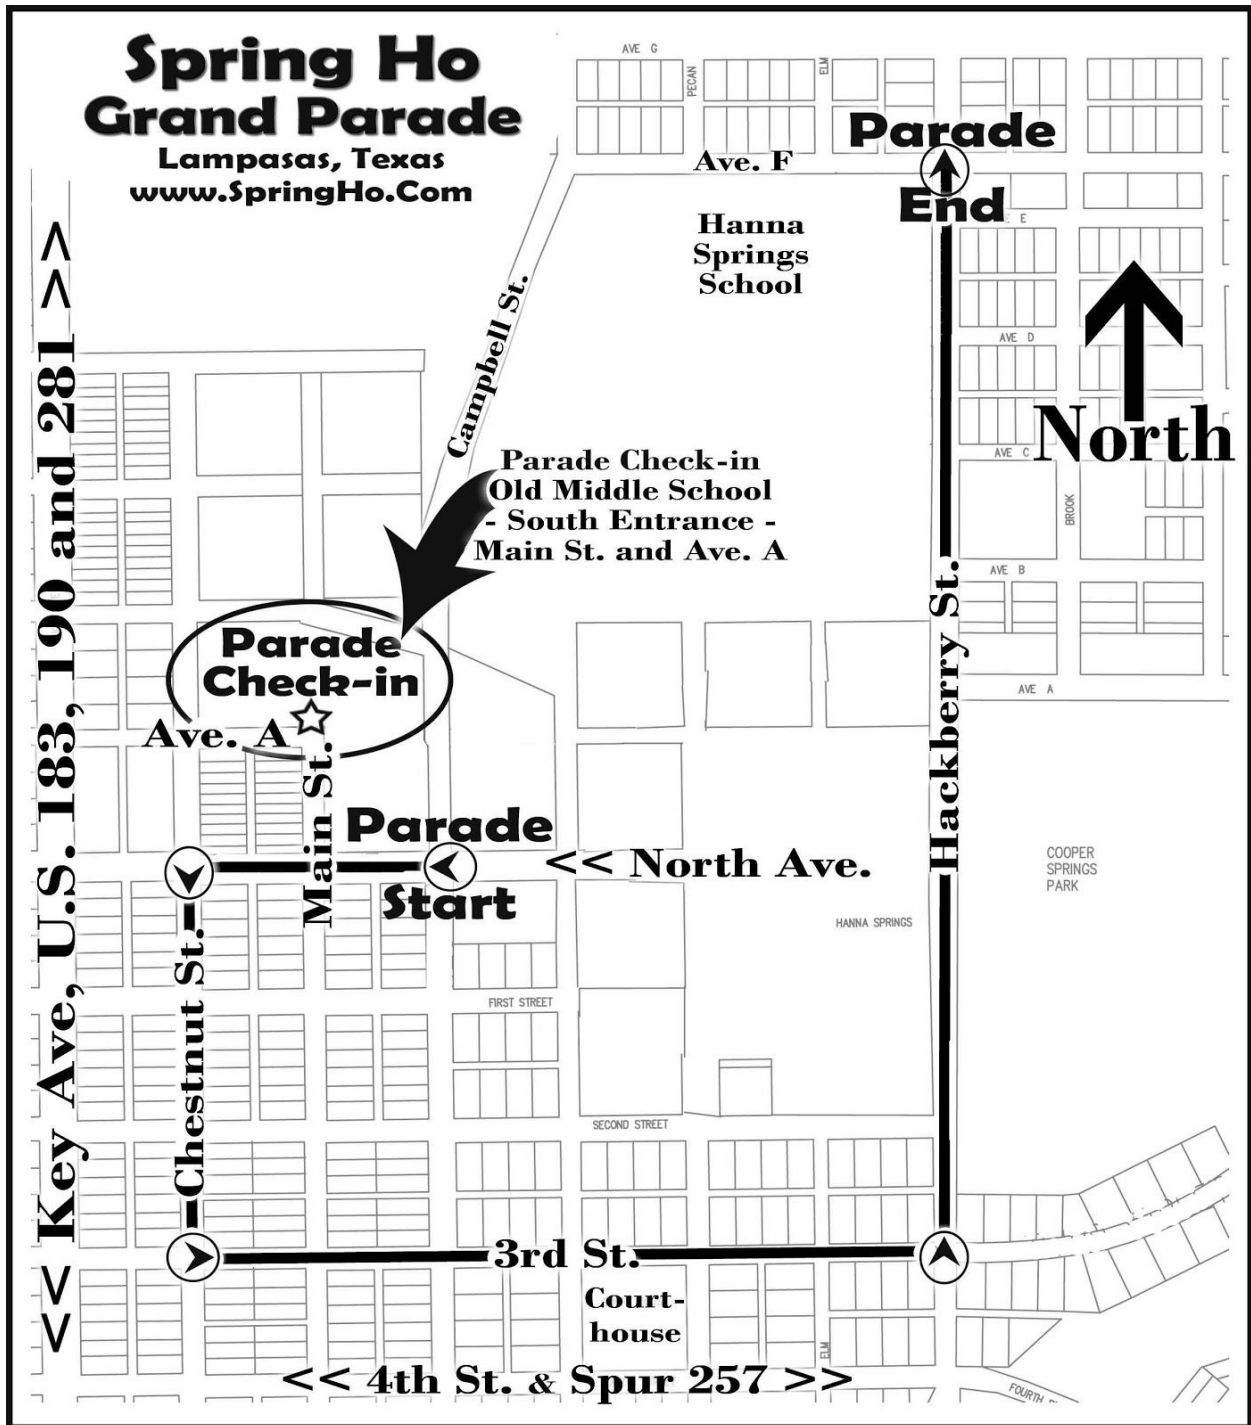 Spring Ho
Grand Parade
Lampasas, Texas
www.SpringHo.Com
AVE G
PECAN
ELM
Ave. F
Parade
End
E
Hanna
Springs
School
AVE D
North
AVE C
BROOK
AVE B
AVE A
Campbell St.
Parade Check-in
Old Middle School
- South Entrance -
Main St. and Ave. A
Parade
Check-in
Ave. A
Main St.
<< Key Ave, U.S. 183, 190 and 281 >>
Parade
Start
<< North Ave.
Hackberry St.
COOPER
SPRINGS
PARK
HANNA SPRINGS
Chestnut St.
FIRST STREET
SECOND STREET
3rd St.
Court-
house
ELM
<< 4th St. & Spur 257 >>
FOURTH